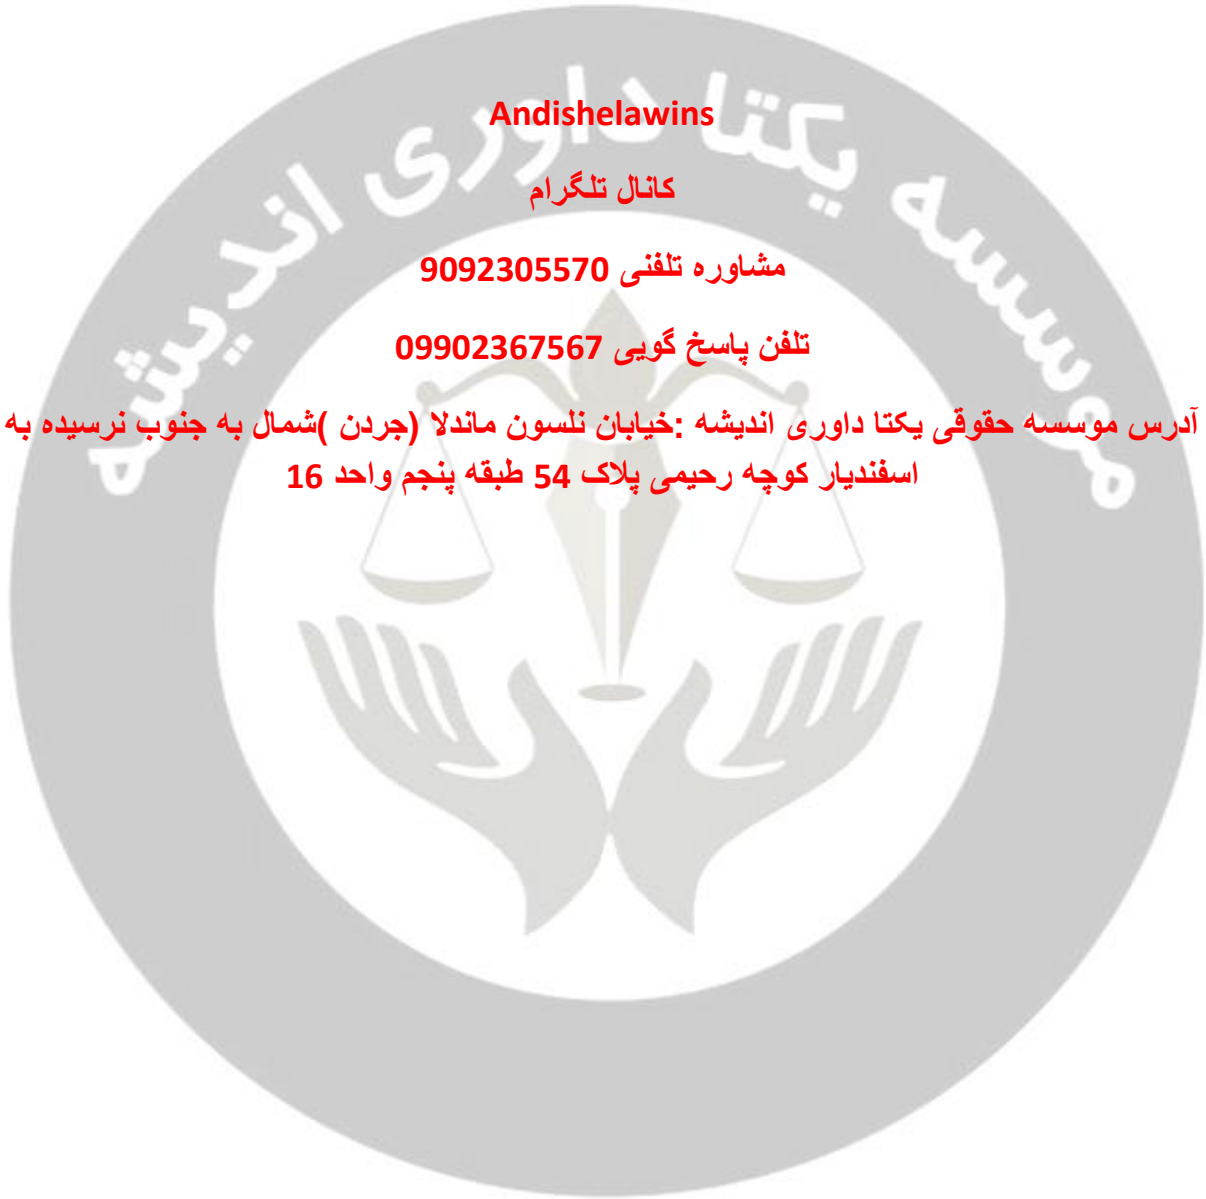 موسسه یکتا داوری اندیشه
Andishelawins
کانال تلگرام
مشاوره تلفنی 9092305570
تلفن پاسخ گویی 09902367567
آدرس موسسه حقوقی یکتا داوری اندیشه :خیابان نلسون ماندلا (جردن )شمال به جنوب نرسیده به
اسفندیار کوچه رحیمی پلاک 54 طبقه پنجم واحد 16